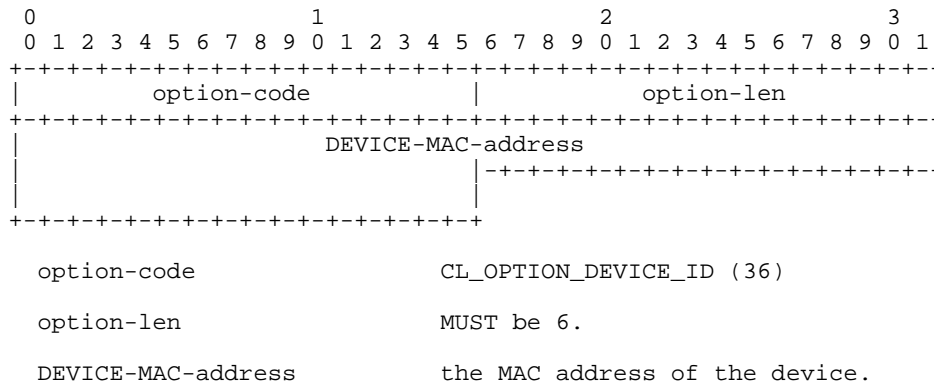 0                   1                   2                   3
 0 1 2 3 4 5 6 7 8 9 0 1 2 3 4 5 6 7 8 9 0 1 2 3 4 5 6 7 8 9 0 1
+-+-+-+-+-+-+-+-+-+-+-+-+-+-+-+-+-+-+-+-+-+-+-+-+-+-+-+-+-+-+-+-
|         option-code           |           option-len
+-+-+-+-+-+-+-+-+-+-+-+-+-+-+-+-+-+-+-+-+-+-+-+-+-+-+-+-+-+-+-+-
|                     DEVICE-MAC-address
|                               |-+-+-+-+-+-+-+-+-+-+-+-+-+-+-+-
|                               |
+-+-+-+-+-+-+-+-+-+-+-+-+-+-+-+-+
option-code                 CL_OPTION_DEVICE_ID (36)
option-len                  MUST be 6.
DEVICE-MAC-address          the MAC address of the device.